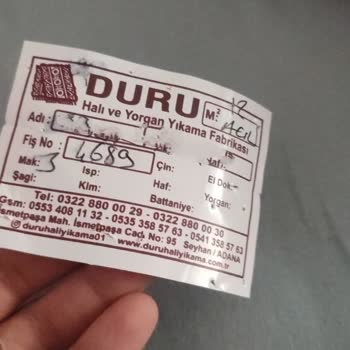 DURU
Halı ve Yorgan Yıkama Fabrikası
M² 12
ACİL
Adı:
Fiş No: 4689
Mak: 3 Isp: Çin: Haf:
Şagi: Kim: Haf: El Dok:
Battaniye: Yorgan:
Tel: 0322 880 00 29 - 0322 880 00 30
Gsm: 0553 408 11 32 - 0535 358 57 63 - 0541 358 57 63
İsmetpaşa Mah. İsmetpaşa Cad. No: 95 Seyhan / ADANA
@duruhaliyikama01 www.duruhaliyikama.com.tr